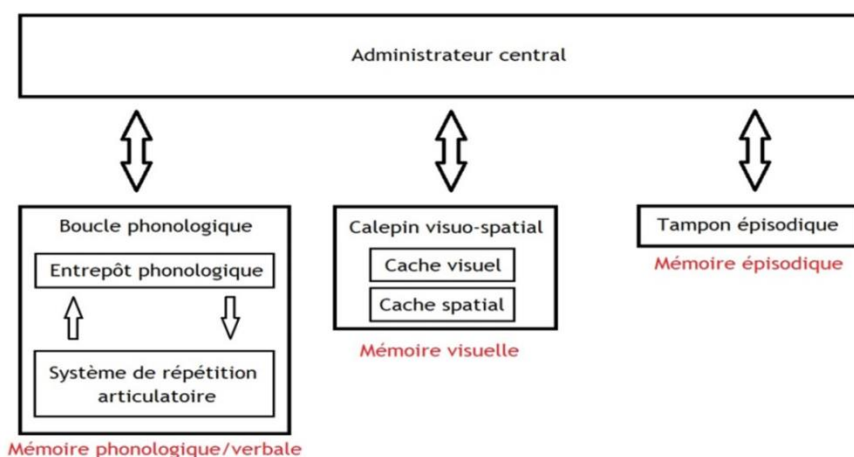 Administrateur central
Boucle phonologique
Entrepôt phonologique
Système de répétition
articulatoire
Mémoire phonologique/verbale
Calepin visuo-spatial
Cache visuel
Cache spatial
Mémoire visuelle
Tampon épisodique
Mémoire épisodique